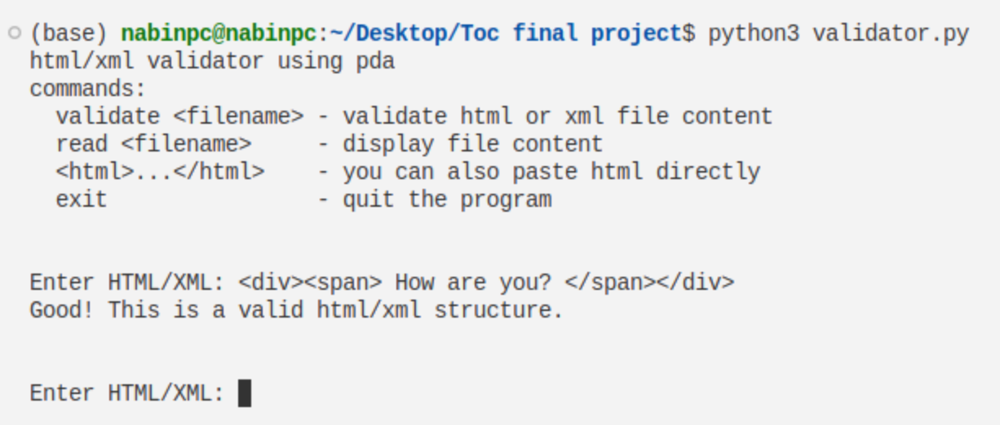 (base) nabinpc@nabinpc:~/Desktop/Toc final project$ python3 validator.py
html/xml validator using pda
commands:
  validate <filename> - validate html or xml file content
  read <filename>     - display file content
  <html>...</html>    - you can also paste html directly
  exit                - quit the program
Enter HTML/XML: <div><span> How are you? </span></div>
Good! This is a valid html/xml structure.
Enter HTML/XML: